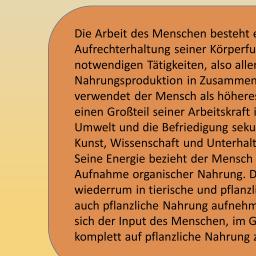 Die Arbeit des Menschen besteht
Aufrechterhaltung seiner Körperfu
notwendigen Tätigkeiten, also aller
Nahrungsproduktion in Zusammen
verwendet der Mensch als höheres
einen Großteil seiner Arbeitskraft
Umwelt und die Befriedigung seku
Kunst, Wissenschaft und Unterhalt
Seine Energie bezieht der Mensch
Aufnahme organischer Nahrung. D
wiederrum in tierische und pflanzli
auch pflanzliche Nahrung aufnehm
sich der Input des Menschen, im G
komplett auf pflanzliche Nahrung